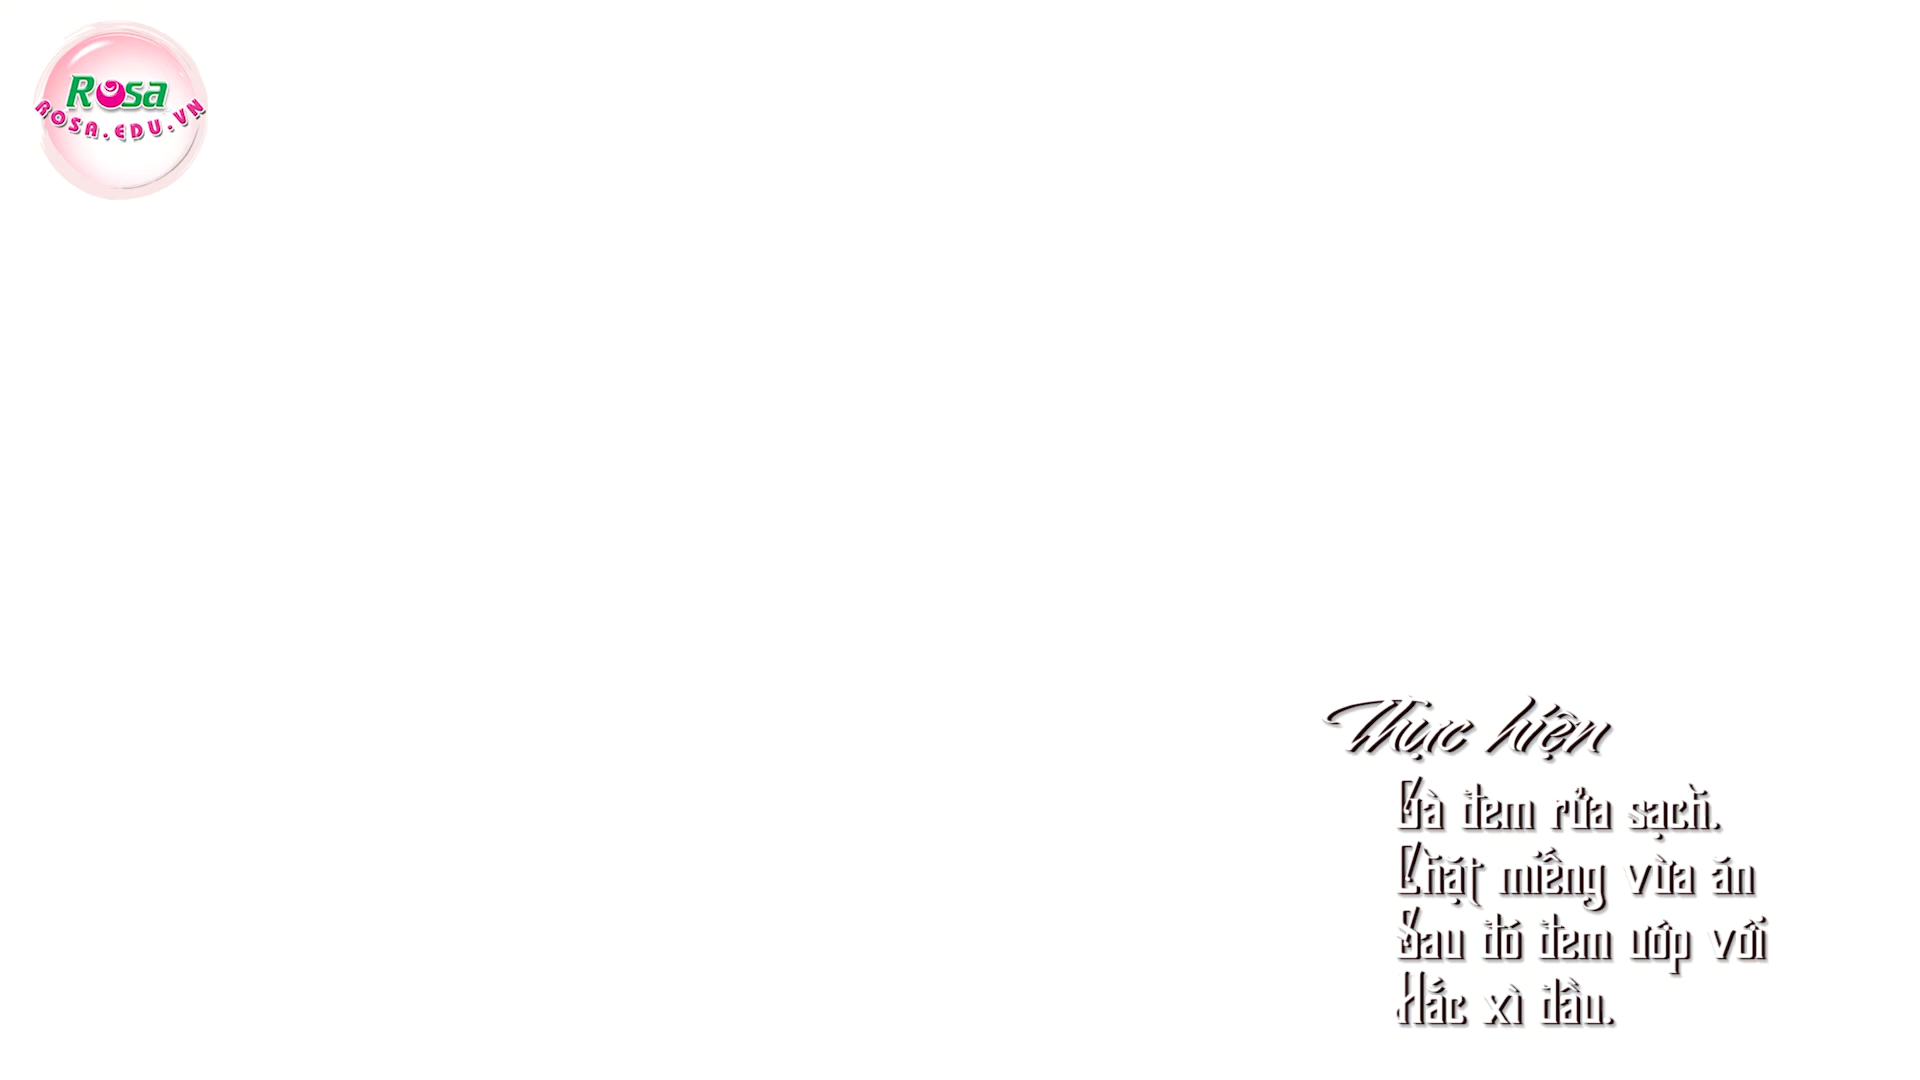 Rosa
ROSA.EDU.VN
Thực hiện
Gà đem rửa sạch.
Chặt miếng vừa ăn
Sau đó đem ướp với
Hắc xì dầu.